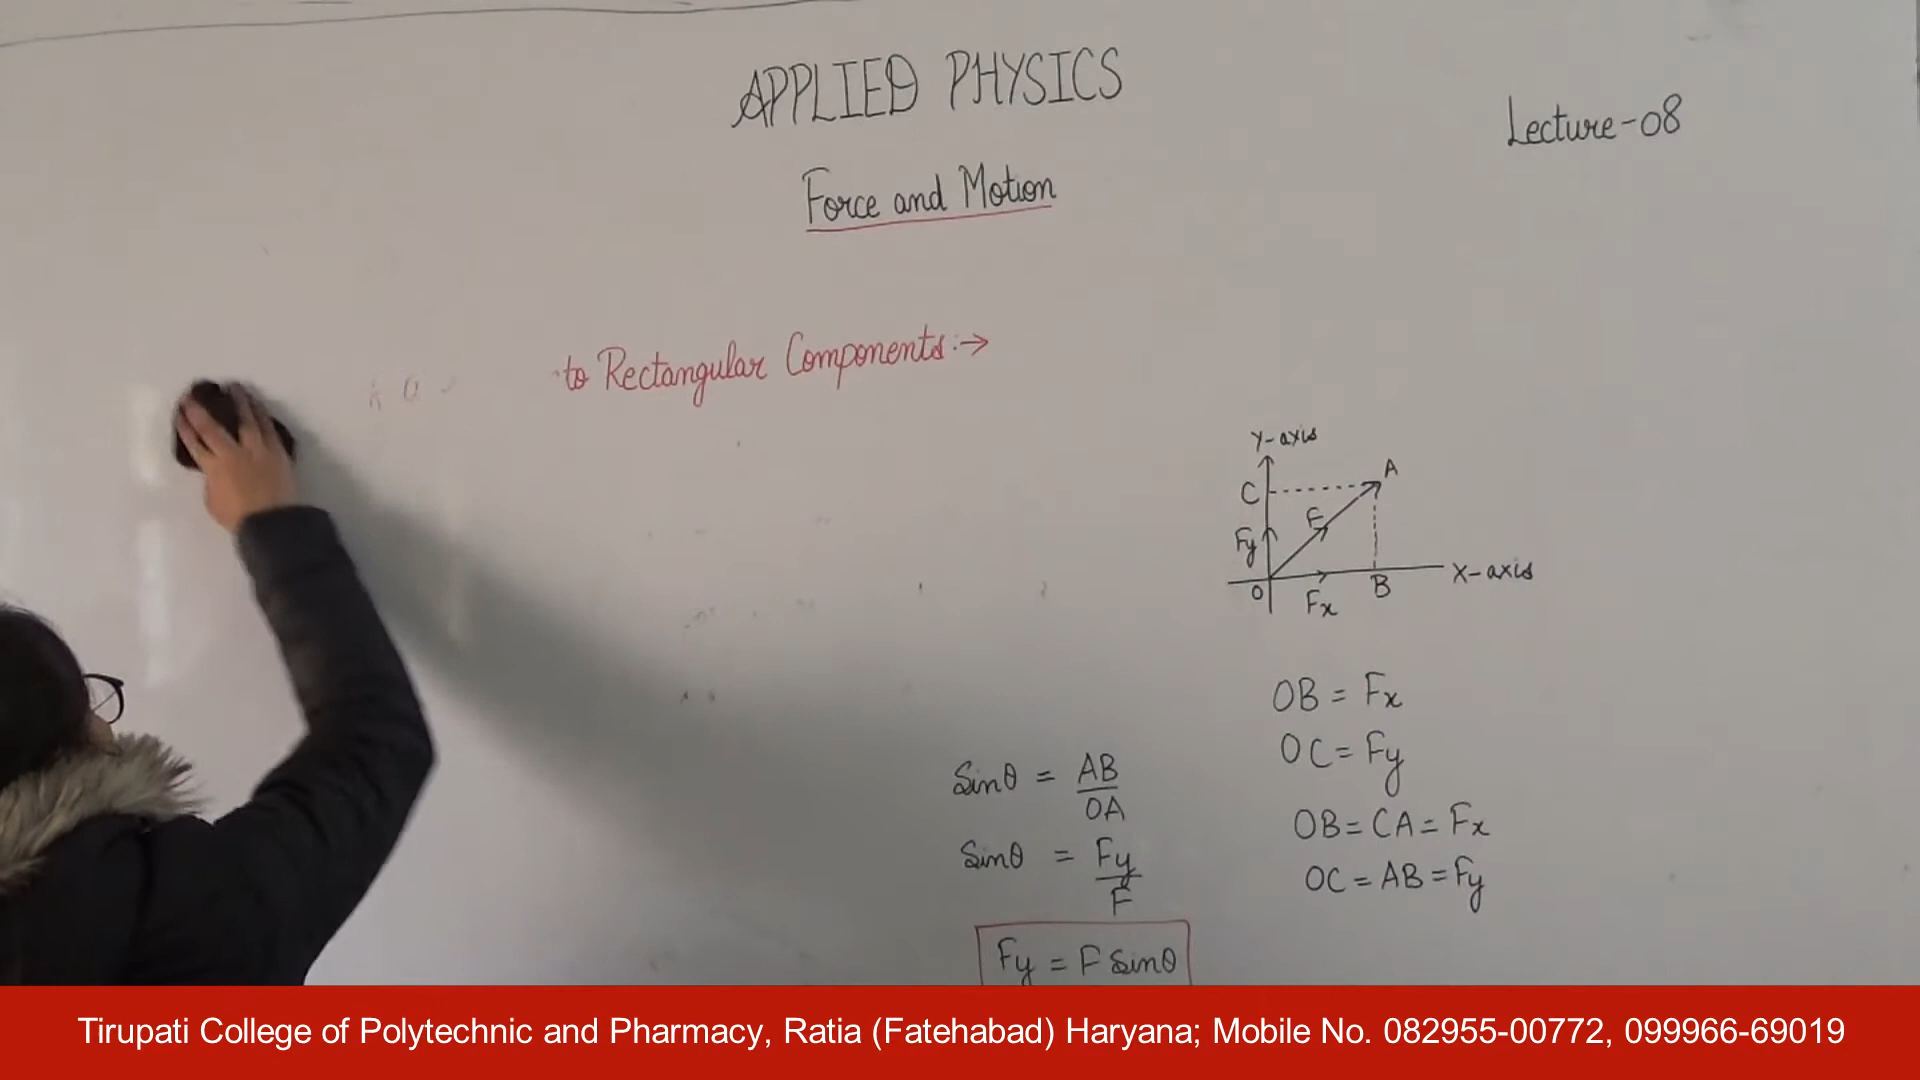 APPLIED PHYSICS
Lecture-08
Force and Motion
to Rectangular Components:→
Y-axis
A
C
F
Fy
X-axis
O
B
Fx
OB = Fx
OC = Fy
OB = CA = Fx
OC = AB = Fy
Sinθ = AB/OA
Sinθ = Fy/F
Fy = F Sinθ
Tirupati College of Polytechnic and Pharmacy, Ratia (Fatehabad) Haryana; Mobile No. 082955-00772, 099966-69019